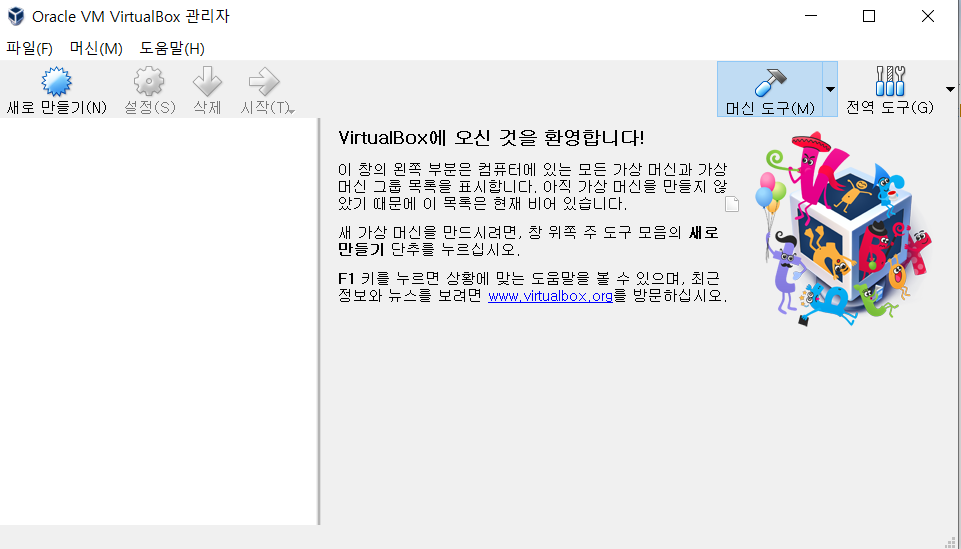 Oracle VM VirtualBox 관리자
파일(F) 머신(M) 도움말(H)
새로 만들기(N) 설정(S) 삭제 시작(T) 머신 도구(M) 전역 도구(G)
VirtualBox에 오신 것을 환영합니다!
이 창의 왼쪽 부분은 컴퓨터에 있는 모든 가상 머신과 가상
머신 그룹 목록을 표시합니다. 아직 가상 머신을 만들지 않
았기 때문에 이 목록은 현재 비어 있습니다.
새 가상 머신을 만드시려면, 창 위쪽 주 도구 모음의 새로
만들기 단추를 누르십시오.
F1 키를 누르면 상황에 맞는 도움말을 볼 수 있으며, 최근
정보와 뉴스를 보려면 www.virtualbox.org를 방문하십시오.